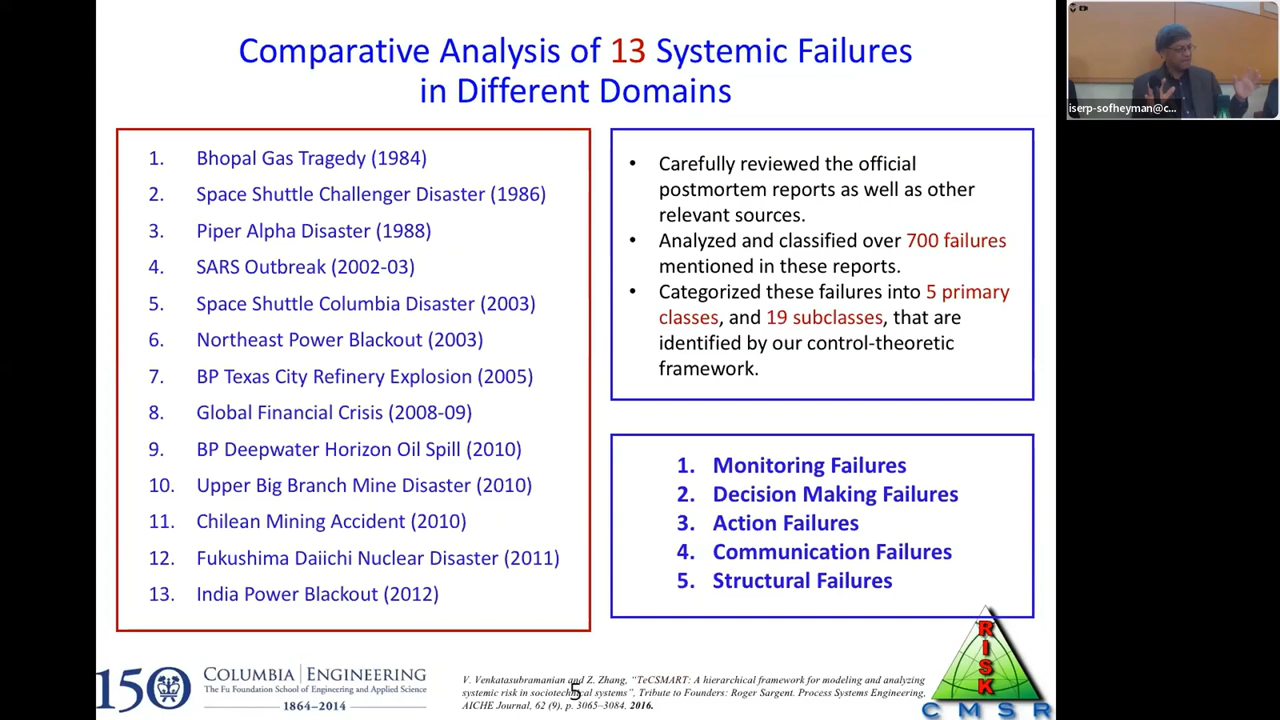 Comparative Analysis of 13 Systemic Failures
in Different Domains
1. Bhopal Gas Tragedy (1984)
2. Space Shuttle Challenger Disaster (1986)
3. Piper Alpha Disaster (1988)
4. SARS Outbreak (2002-03)
5. Space Shuttle Columbia Disaster (2003)
6. Northeast Power Blackout (2003)
7. BP Texas City Refinery Explosion (2005)
8. Global Financial Crisis (2008-09)
9. BP Deepwater Horizon Oil Spill (2010)
10. Upper Big Branch Mine Disaster (2010)
11. Chilean Mining Accident (2010)
12. Fukushima Daiichi Nuclear Disaster (2011)
13. India Power Blackout (2012)
• Carefully reviewed the official
postmortem reports as well as other
relevant sources.
• Analyzed and classified over 700 failures
mentioned in these reports.
• Categorized these failures into 5 primary
classes, and 19 subclasses, that are
identified by our control-theoretic
framework.
1. Monitoring Failures
2. Decision Making Failures
3. Action Failures
4. Communication Failures
5. Structural Failures
150
COLUMBIA | ENGINEERING
The Fu Foundation School of Engineering and Applied Science
1864–2014
V. Venkatasubramanian and Z. Zhang, “TeCSMART: A hierarchical framework for modeling and analyzing
systemic risk in sociotechnical systems”, Tribute to Founders: Roger Sargent. Process Systems Engineering,
AICHE Journal, 62 (9), p. 3065–3084, 2016.
5
RISK
CMSR
iserp-sofheyman@c...